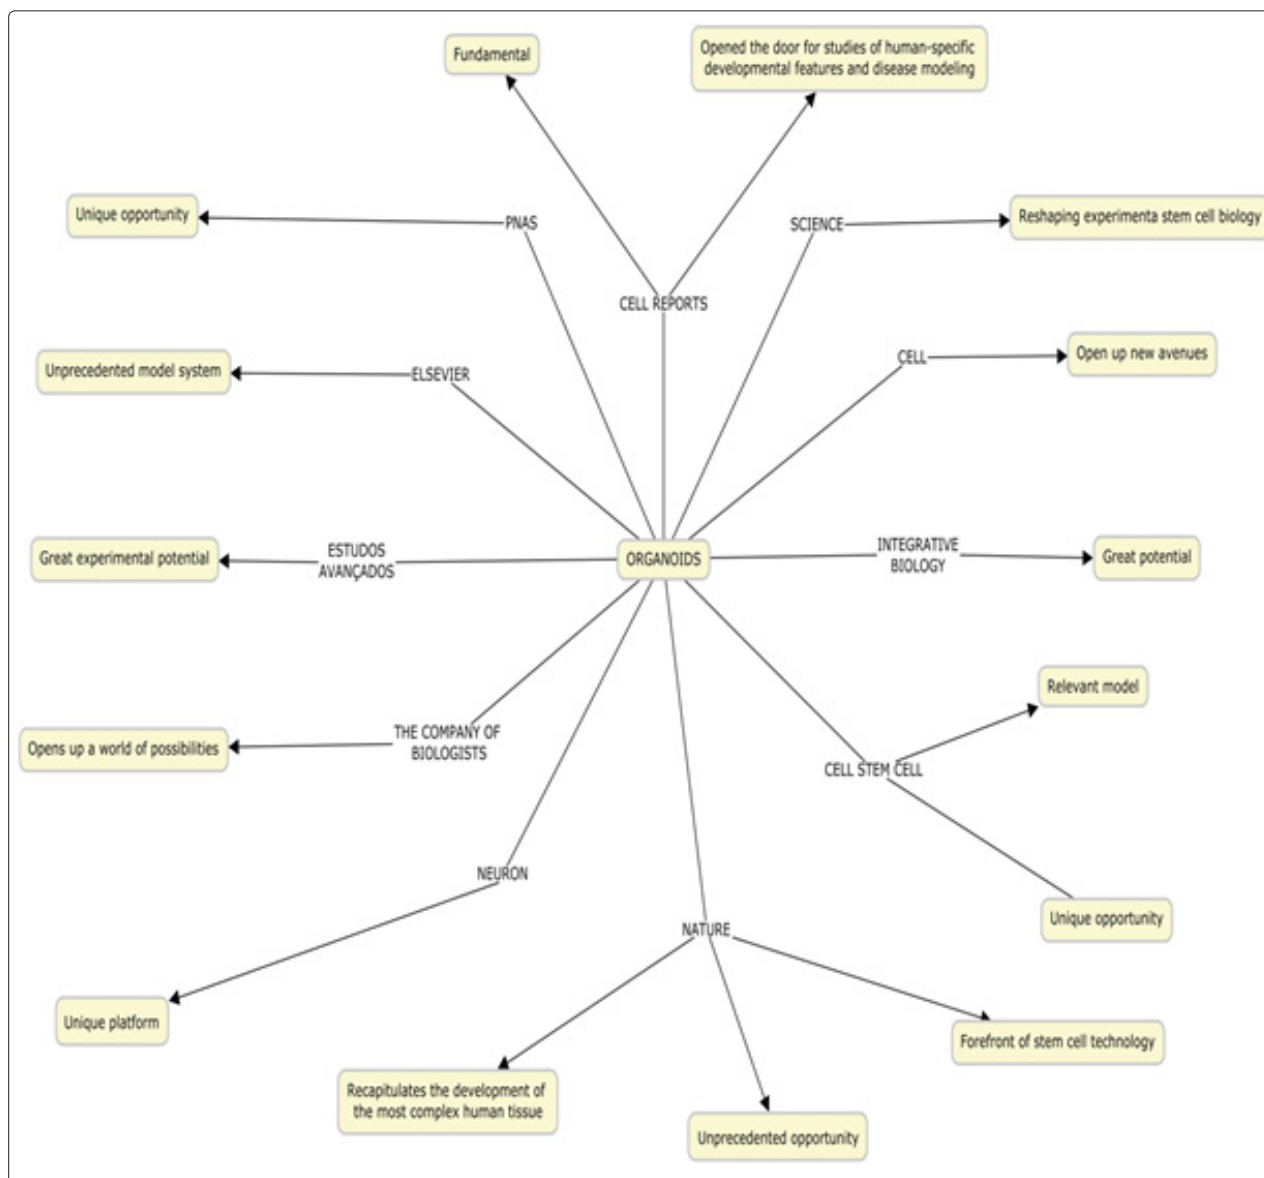 Fundamental
Opened the door for studies of human-specific
developmental features and disease modeling
Unique opportunity
PNAS
SCIENCE
Reshaping experimenta stem cell biology
CELL REPORTS
Unprecedented model system
ELSEVIER
CELL
Open up new avenues
Great experimental potential
ESTUDOS
AVANÇADOS
ORGANOIDS
INTEGRATIVE
BIOLOGY
Great potential
Relevant model
Opens up a world of possibilities
THE COMPANY OF
BIOLOGISTS
CELL STEM CELL
NEURON
Unique opportunity
NATURE
Unique platform
Forefront of stem cell technology
Recapitulates the development of
the most complex human tissue
Unprecedented opportunity